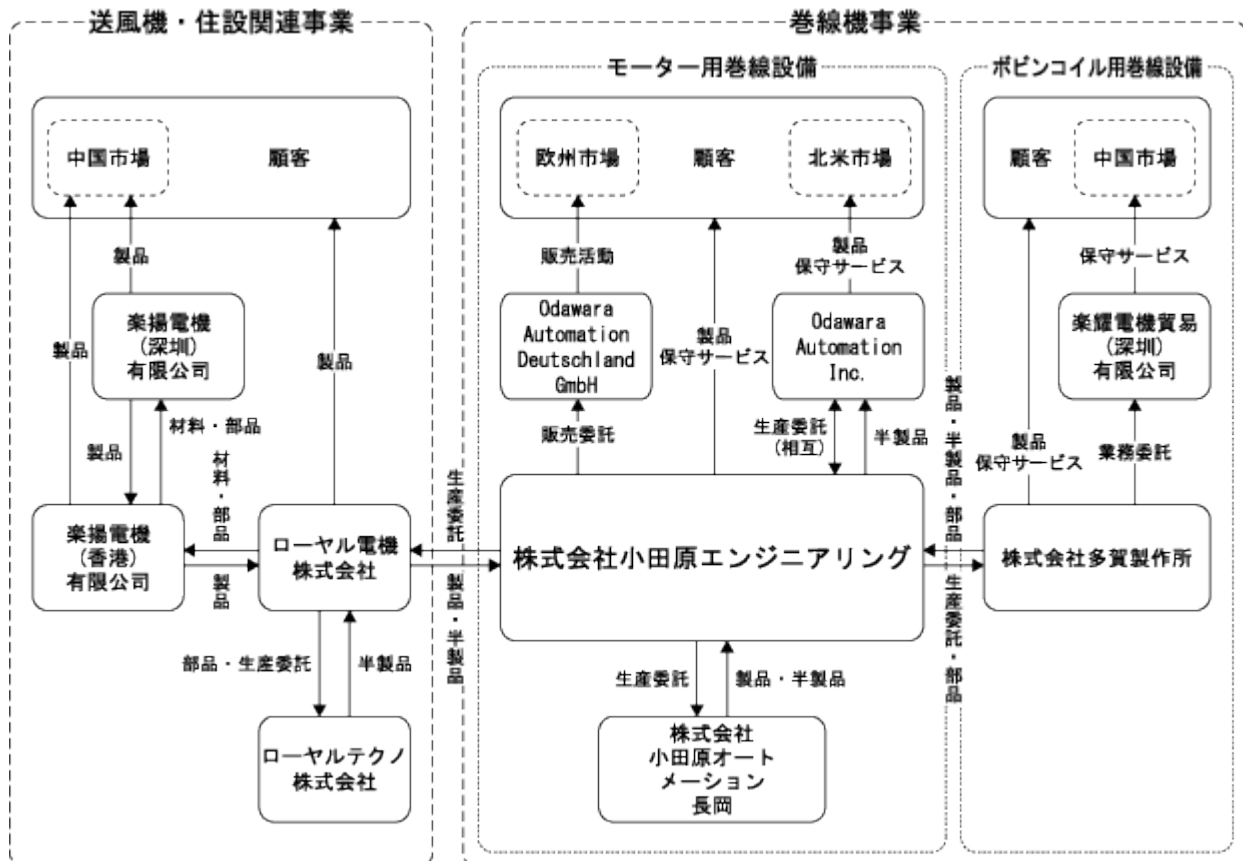 送風機・住設関連事業
中国市場
顧客
製品
製品
楽揚電機
(深圳)
有限公司
製品
材料・部品
製品
材料・部品
楽揚電機
(香港)
有限公司
製品
ローヤル電機
株式会社
部品・生産委託
半製品
ローヤルテクノ
株式会社
生産委託
製品・半製品
巻線機事業
モーター用巻線設備
欧州市場
顧客
北米市場
販売活動
製品
保守サービス
Odawara
Automation
Deutschland
GmbH
製品
保守サービス
Odawara
Automation
Inc.
販売委託
生産委託
(相互)
半製品
株式会社小田原エンジニアリング
生産委託
製品・半製品
株式会社
小田原オート
メーション
長岡
製品・半製品・部品
生産委託・部品
ボビンコイル用巻線設備
顧客
中国市場
保守サービス
楽耀電機貿易
(深圳)
有限公司
製品
保守サービス
業務委託
株式会社多賀製作所